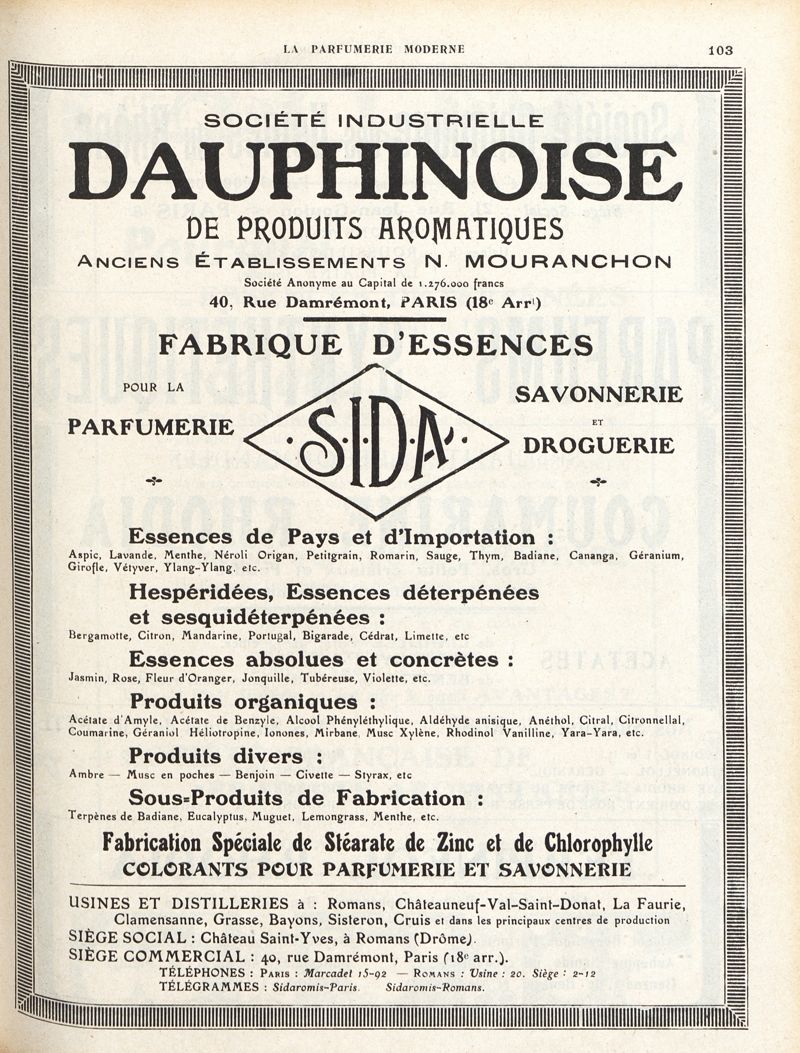 LA PARFUMERIE MODERNE
103
SOCIÉTÉ INDUSTRIELLE
DAUPHINOISE
DE PRODUITS AROMATIQUES
ANCIENS ÉTABLISSEMENTS N. MOURANCHON
Société Anonyme au Capital de 1.276.000 francs
40, Rue Damrémont, PARIS (18e Arrt)
FABRIQUE D'ESSENCES
POUR LA
PARFUMERIE
S.I.D.A.
SAVONNERIE
ET
DROGUERIE
Essences de Pays et d'Importation :
Aspic, Lavande, Menthe, Néroli Origan, Petitgrain, Romarin, Sauge, Thym, Badiane, Cananga, Géranium,
Girofle, Vétyver, Ylang-Ylang, etc.
Hespéridées, Essences déterpénées
et sesquidéterpénées :
Bergamotte, Citron, Mandarine, Portugal, Bigarade, Cédrat, Limette, etc
Essences absolues et concrètes :
Jasmin, Rose, Fleur d'Oranger, Jonquille, Tubéreuse, Violette, etc.
Produits organiques :
Acétate d'Amyle, Acétate de Benzyle, Alcool Phényléthylique, Aldéhyde anisique, Anéthol, Citral, Citronnellal,
Coumarine, Géraniol Héliotropine, Ionones, Mirbane, Musc Xylène, Rhodinol Vanilline, Yara-Yara, etc.
Produits divers :
Ambre — Musc en poches — Benjoin — Civette — Styrax, etc
Sous-Produits de Fabrication :
Terpènes de Badiane, Eucalyptus, Muguet, Lemongrass, Menthe, etc.
Fabrication Spéciale de Stéarate de Zinc et de Chlorophylle
COLORANTS POUR PARFUMERIE ET SAVONNERIE
USINES ET DISTILLERIES à : Romans, Châteauneuf-Val-Saint-Donat, La Faurie,
Clamensanne, Grasse, Bayons, Sisteron, Cruis et dans les principaux centres de production
SIÈGE SOCIAL : Château Saint-Yves, à Romans (Drôme).
SIÈGE COMMERCIAL : 40, rue Damrémont, Paris (18e arr.).
TÉLÉPHONES : PARIS : Marcadet 15-92 — ROMANS : Usine : 20. Siège : 2-12
TÉLÉGRAMMES : Sidaromis-Paris. Sidaromis-Romans.